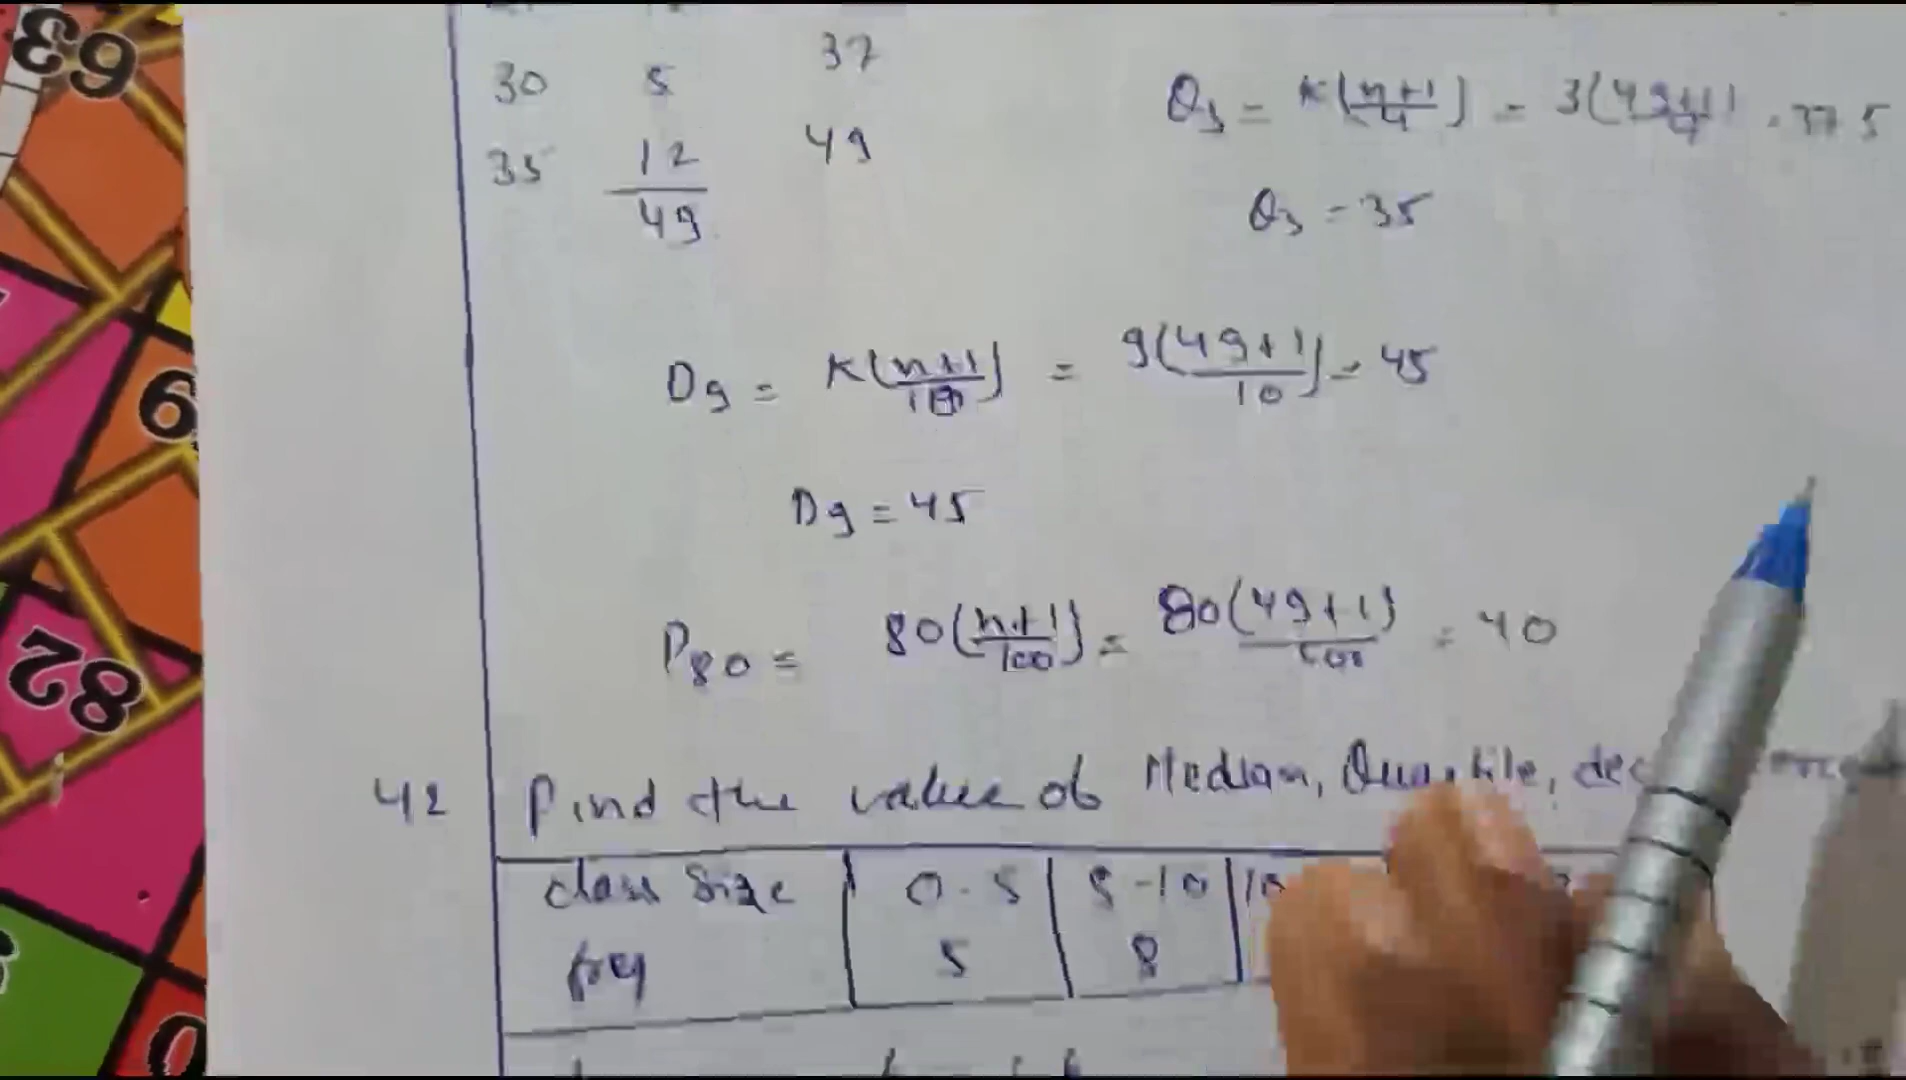 63
30 5 37
35 12 49
49
Q3 = K(n+1/4) = 3(49+1/4) = 37.5
Q3 = 35
D9 = K(n+1/10) = 9(49+1/10) = 45
D9 = 45
P80 = 80(n+1/100) = 80(49+1)/100 = 40
82
42 Find the value of Median, Quartile,
class size 0-5 5-10
frq 5 8